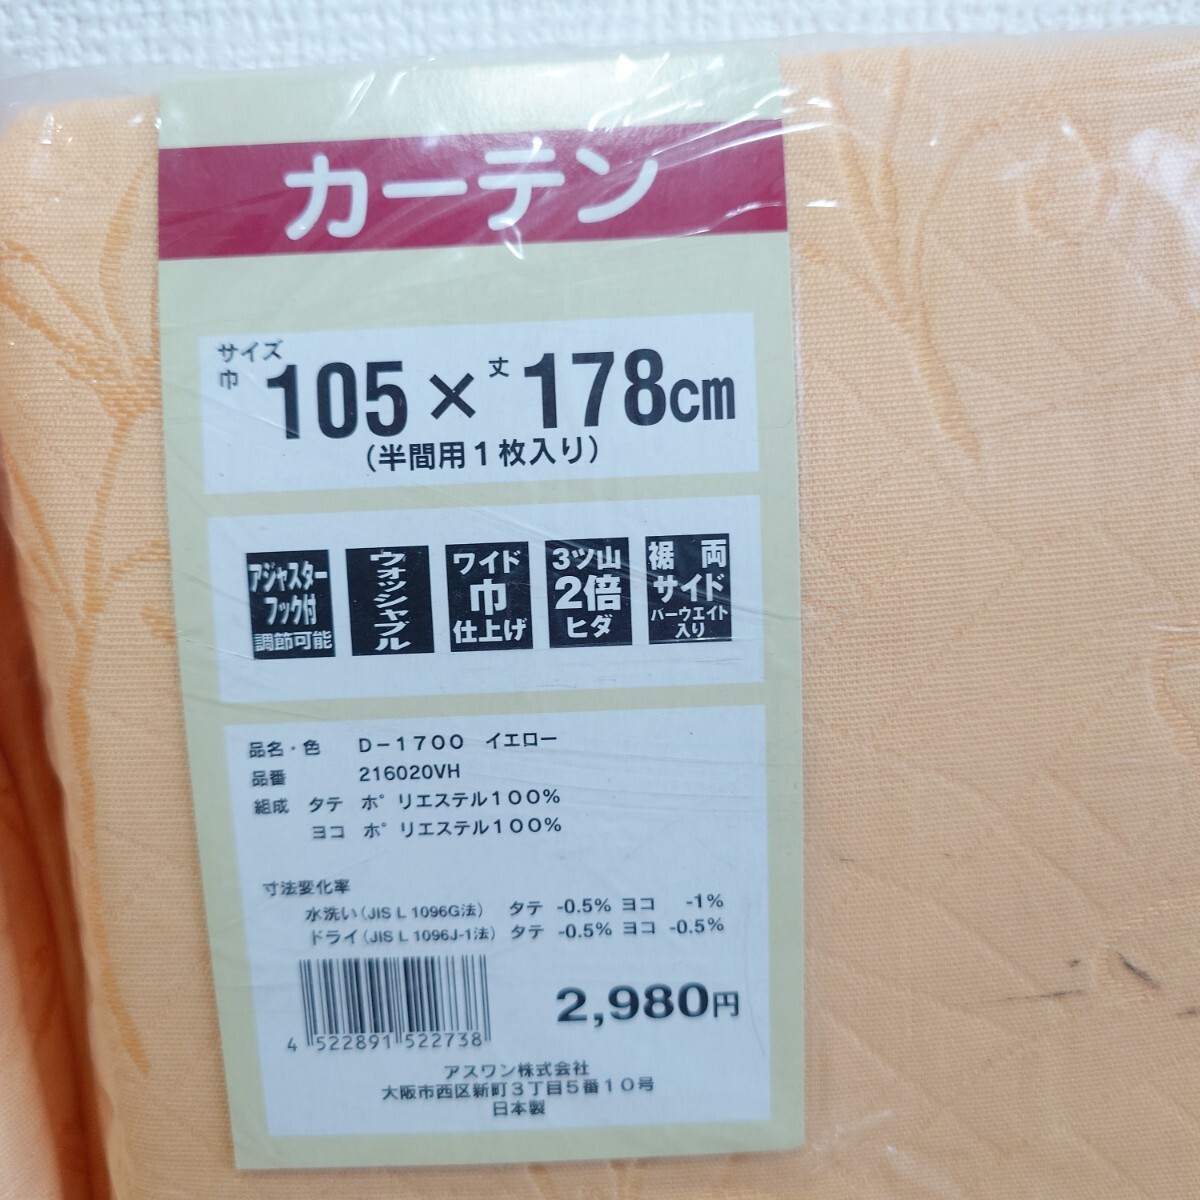 カーテン
サイズ
巾 105 × 丈 178cm
(半間用1枚入り)
アジャスター
フック付
調節可能
ウォッシャブル
ワイド
巾
仕上げ
3ツ山
2倍
ヒダ
裾 両
サイド
バーウエイト
入り
品名・色 D-1700 イエロー
品番 216020VH
組成 タテ ポリエステル100%
ヨコ ポリエステル100%
寸法変化率
水洗い(JIS L 1096G法) タテ -0.5% ヨコ -1%
ドライ(JIS L 1096J-1法) タテ -0.5% ヨコ -0.5%
2,980円
4 522891 522738
アスワン株式会社
大阪市西区新町3丁目5番10号
日本製